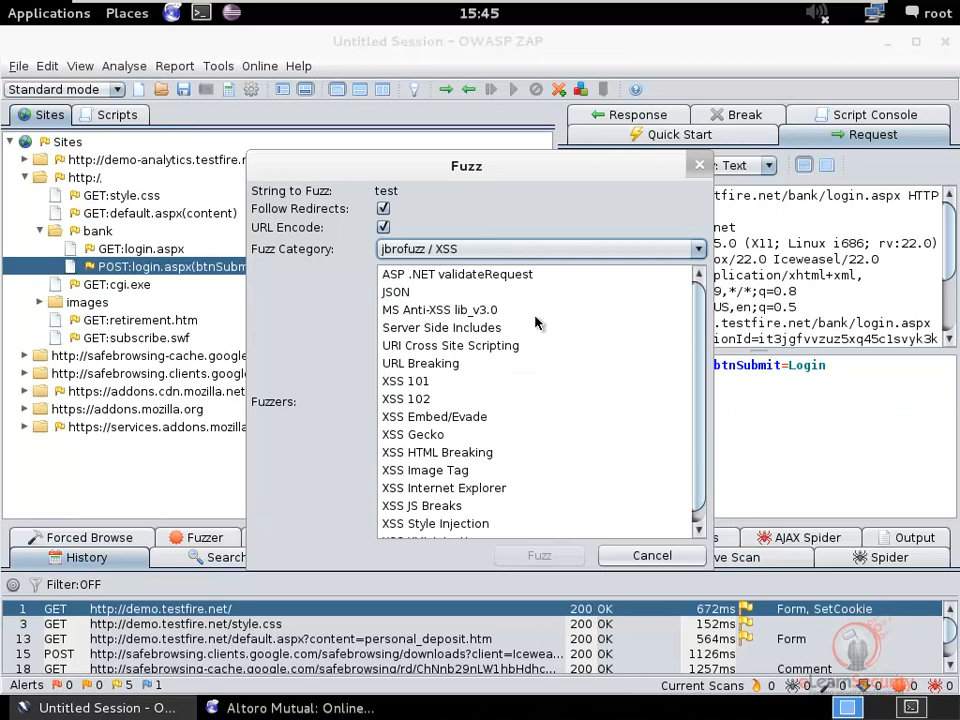 Applications Places 15:45 root
Untitled Session - OWASP ZAP
File Edit View Analyse Report Tools Online Help
Standard mode
Sites Scripts
Response Break Script Console
Quick Start Request
Sites
http://demo-analytics.testfire.r
http:/.
GET:style.css
GET:default.aspx(content)
bank
GET:login.aspx
POST:login.aspx(btnSubm
GET:cgi.exe
images
GET:retirement.htm
GET:subscribe.swf
https://safebrowsing-cache.google
https://safebrowsing.clients.google
https://addons.cdn.mozilla.net
https://addons.mozilla.org
https://services.addons.mozilla
Fuzz
String to Fuzz: test
Follow Redirects:
URL Encode:
Fuzz Category: jbrofuzz / XSS
ASP .NET validateRequest
JSON
MS Anti-XSS lib_v3.0
Server Side Includes
URI Cross Site Scripting
URL Breaking
XSS 101
XSS 102
XSS Embed/Evade
XSS Gecko
XSS HTML Breaking
XSS Image Tag
XSS Internet Explorer
XSS JS Breaks
XSS Style Injection
Fuzzers:
Fuzz Cancel
: Text
tfire.net/bank/login.aspx HTTP
net
5.0 (X11; Linux i686; rv:22.0)
22.0 Iceweasel/22.0
plication/xhtml+xml,
9,*/*;q=0.8
,en;q=0.5
.testfire.net/bank/login.aspx
onId=it3jgfvvzuz5xq45c1svyk3k
btnSubmit=Login
Forced Browse Fuzzer AJAX Spider Output
History Search Spider
Filter:OFF
1 GET http://demo.testfire.net/ 200 OK 672ms Form, SetCookie
3 GET http://demo.testfire.net/style.css 200 OK 152ms
13 GET http://demo.testfire.net/default.aspx?content=personal_deposit.htm 200 OK 564ms Form
15 POST http://safebrowsing.clients.google.com/safebrowsing/downloads?client=Icewea... 200 OK 1126ms
18 GET http://safebrowsing-cache.google.com/safebrowsing/rd/ChNnb29nLW1hbHdhc... 200 OK 1257ms Comment
Alerts 0 0 5 1 Current Scans 0 0 0 0 0 0
Untitled Session - O... Altoro Mutual: Online...
eLearnSecurity